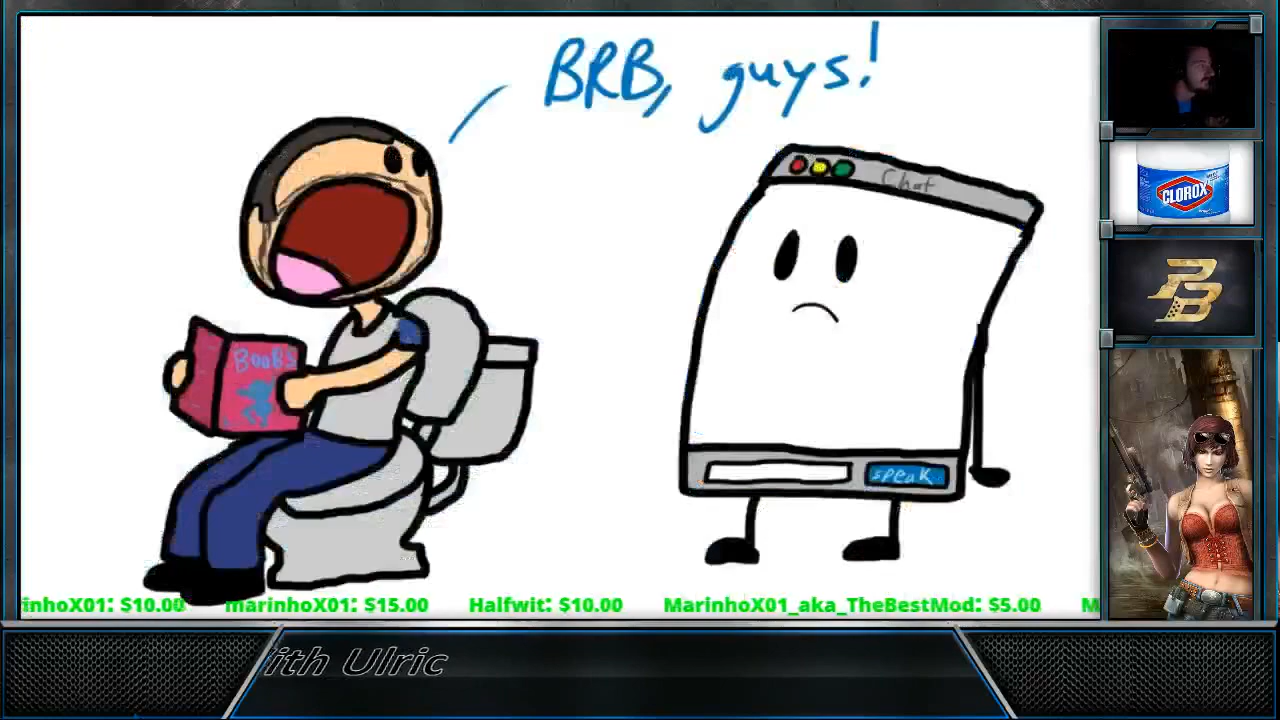 BRB, guys!
Chat
BOOBS
speak
CLOROX
PB
inhoX01: $10.00 marinhoX01: $15.00 Halfwit: $10.00 MarinhoX01_aka_TheBestMod: $5.00 M
ith Ulric